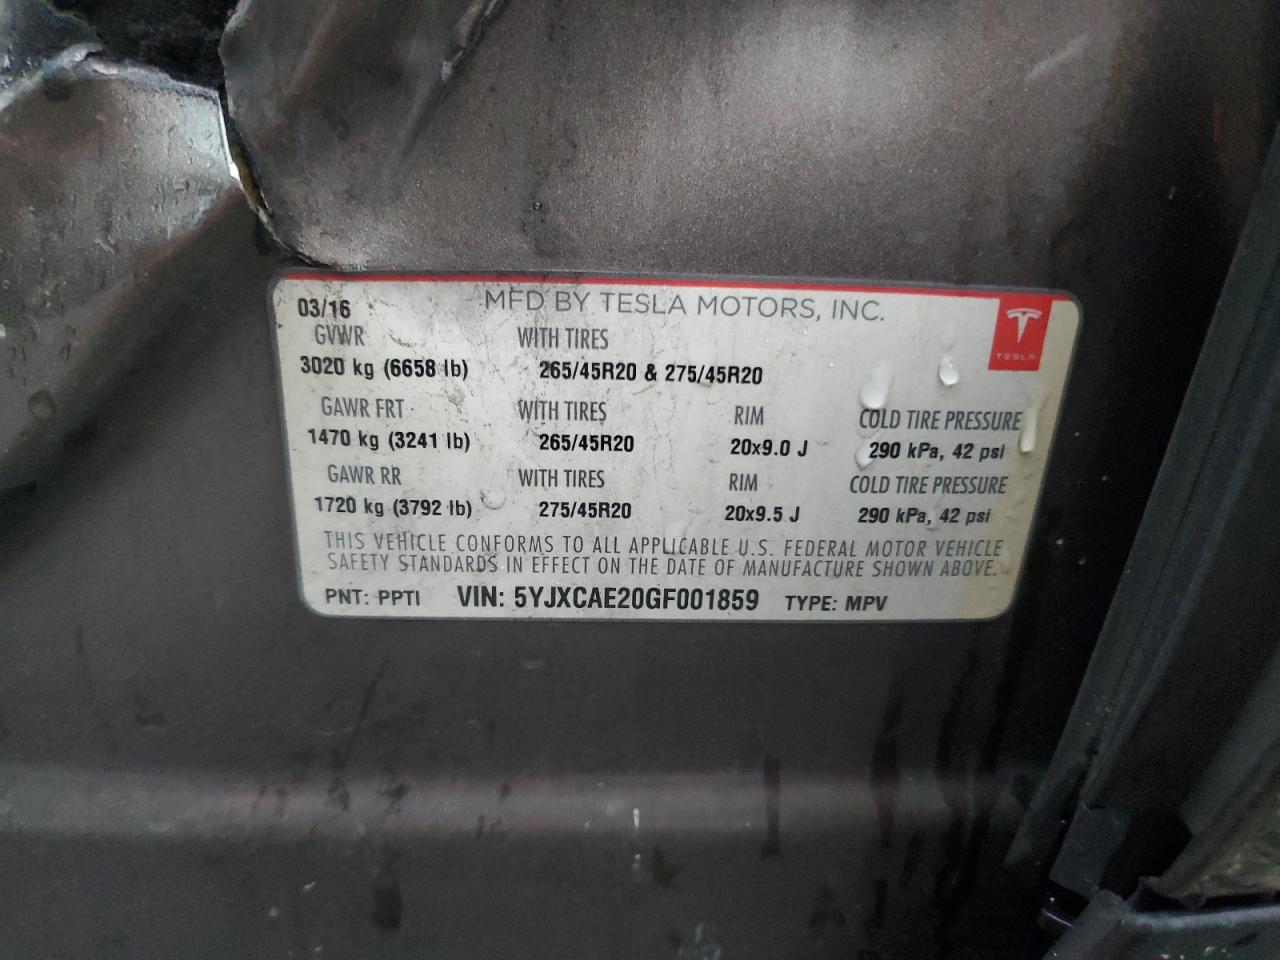 03/16 MFD BY TESLA MOTORS, INC.
TESLA
GVWR WITH TIRES
3020 kg (6658 lb) 265/45R20 & 275/45R20
GAWR FRT WITH TIRES RIM COLD TIRE PRESSURE
1470 kg (3241 lb) 265/45R20 20x9.0 J 290 kPa, 42 psi
GAWR RR WITH TIRES RIM COLD TIRE PRESSURE
1720 kg (3792 lb) 275/45R20 20x9.5 J 290 kPa, 42 psi
THIS VEHICLE CONFORMS TO ALL APPLICABLE U.S. FEDERAL MOTOR VEHICLE
SAFETY STANDARDS IN EFFECT ON THE DATE OF MANUFACTURE SHOWN ABOVE.
PNT: PPTI VIN: 5YJXCAE20GF001859 TYPE: MPV